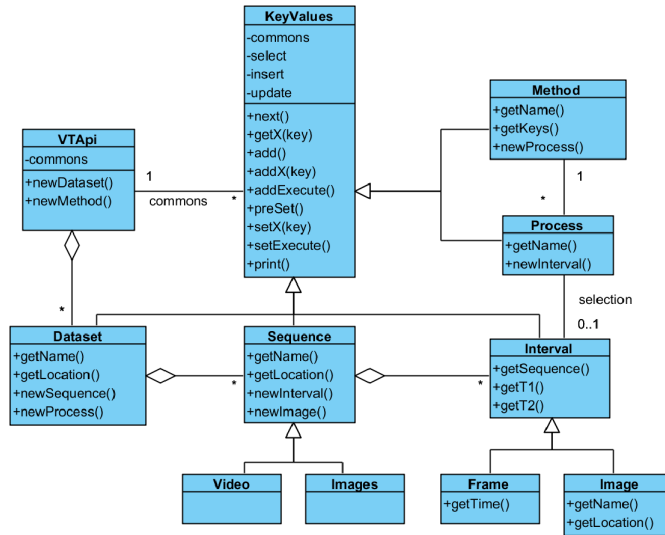 KeyValues
-commons
-select
-insert
-update
+next()
+getX(key)
+add()
+addX(key)
+addExecute()
+preSet()
+setX(key)
+setExecute()
+print()
VTApi
-commons
+newDataset()
+newMethod()
1
commons
*
Method
+getName()
+getKeys()
+newProcess()
1
*
Process
+getName()
+newInterval()
selection
0..1
*
Dataset
+getName()
+getLocation()
+newSequence()
+newProcess()
*
Sequence
+getName()
+getLocation()
+newInterval()
+newImage()
*
Interval
+getSequence()
+getT1()
+getT2()
Video
Images
Frame
+getTime()
Image
+getName()
+getLocation()